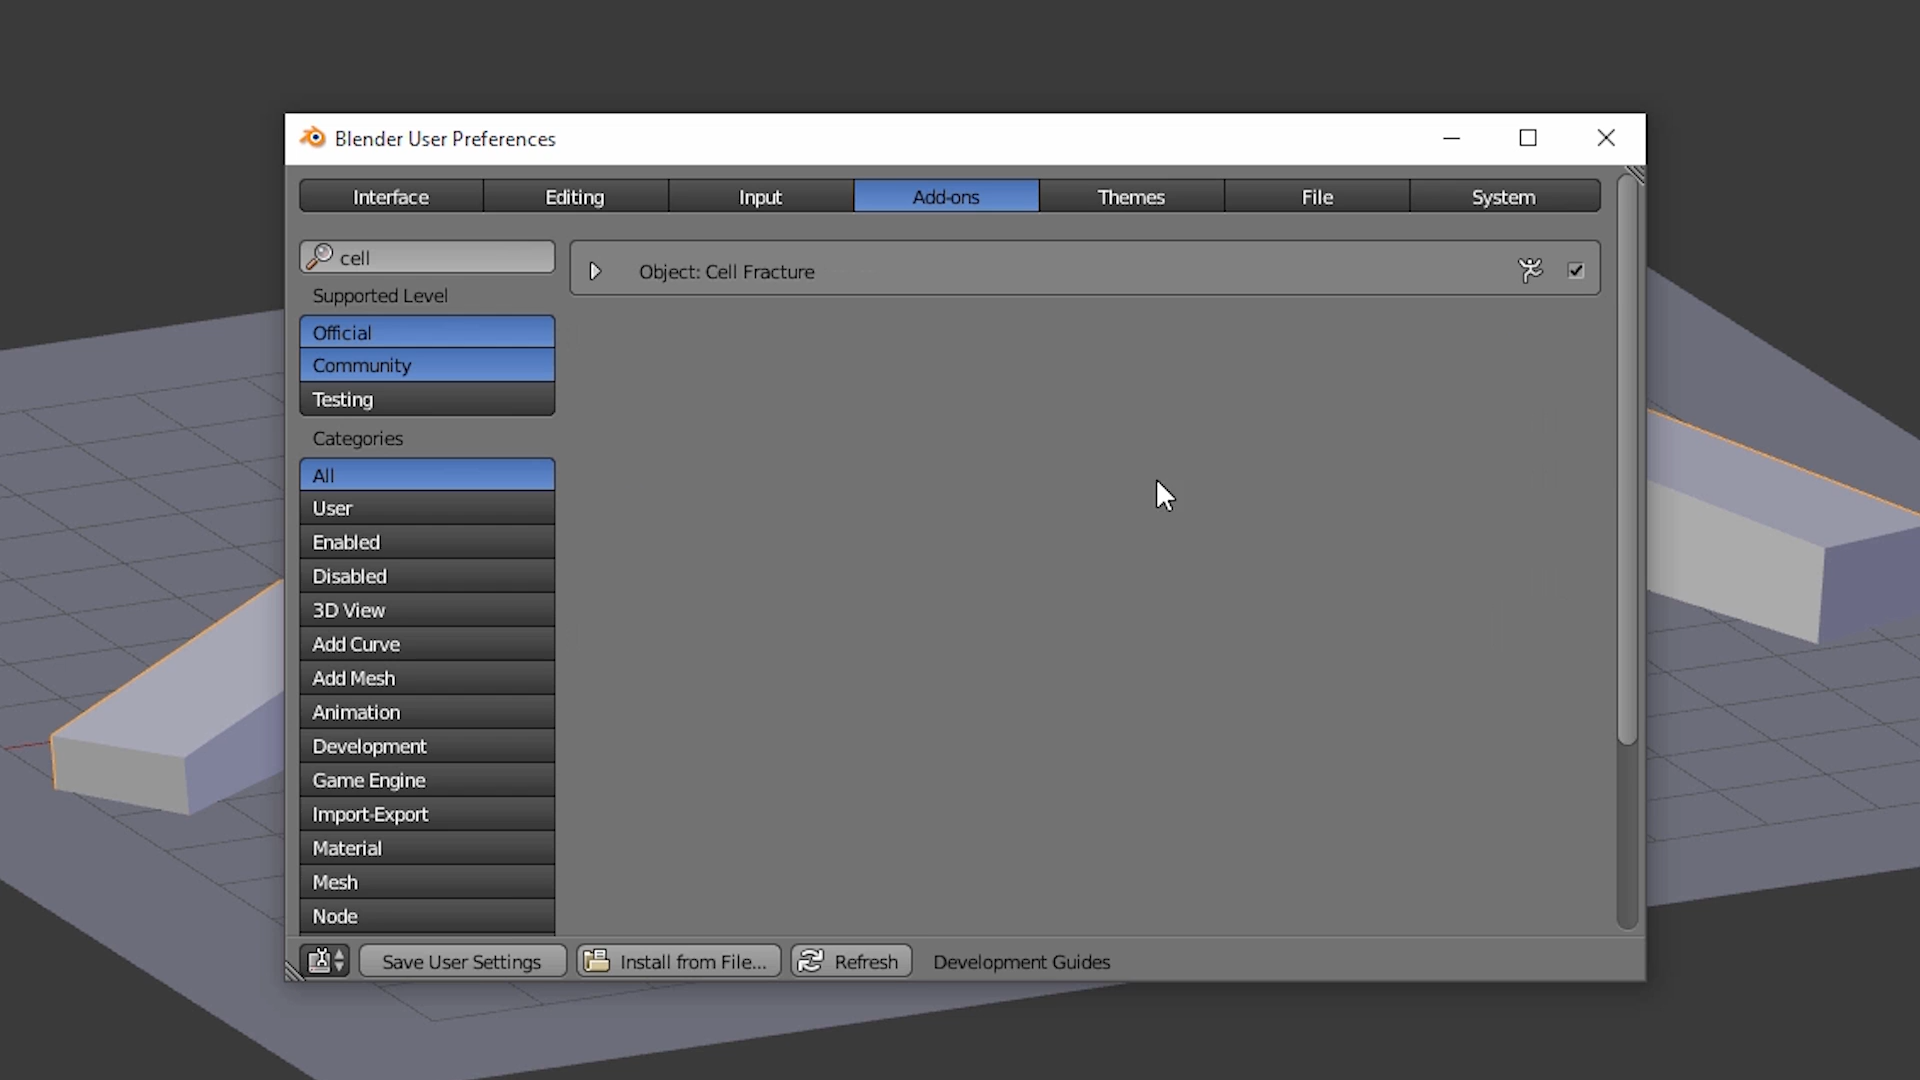 Blender User Preferences
Interface Editing Input Add-ons Themes File System
cell
Object: Cell Fracture
Supported Level
Official
Community
Testing
Categories
All
User
Enabled
Disabled
3D View
Add Curve
Add Mesh
Animation
Development
Game Engine
Import-Export
Material
Mesh
Node
Save User Settings Install from File... Refresh Development Guides